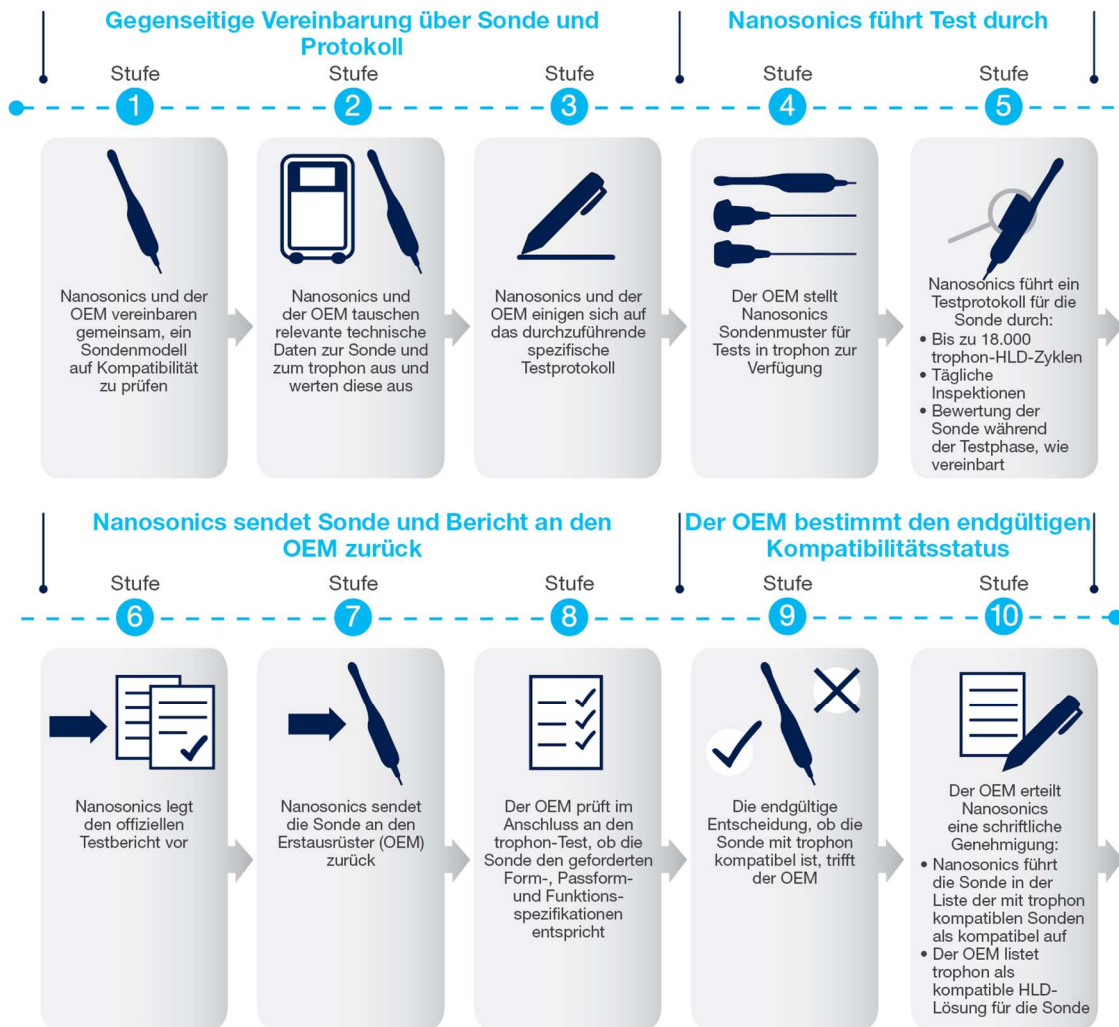 Gegenseitige Vereinbarung über Sonde und
Protokoll
Nanosonics führt Test durch
Stufe
1
Stufe
2
Stufe
3
Stufe
4
Stufe
5
Nanosonics und der
OEM vereinbaren
gemeinsam, ein
Sondenmodell
auf Kompatibilität
zu prüfen
Nanosonics und
der OEM tauschen
relevante technische
Daten zur Sonde und
zum trophon aus und
werten diese aus
Nanosonics und der
OEM einigen sich auf
das durchzuführende
spezifische
Testprotokoll
Der OEM stellt
Nanosonics
Sondenmuster für
Tests in trophon zur
Verfügung
Nanosonics führt ein
Testprotokoll für die
Sonde durch:
• Bis zu 18.000
trophon-HLD-Zyklen
• Tägliche
Inspektionen
• Bewertung der
Sonde während
der Testphase, wie
vereinbart
Nanosonics sendet Sonde und Bericht an den
OEM zurück
Der OEM bestimmt den endgültigen
Kompatibilitätsstatus
Stufe
6
Stufe
7
Stufe
8
Stufe
9
Stufe
10
Nanosonics legt
den offiziellen
Testbericht vor
Nanosonics sendet
die Sonde an den
Erstausrüster (OEM)
zurück
Der OEM prüft im
Anschluss an den
trophon-Test, ob die
Sonde den geforderten
Form-, Passform-
und Funktions-
spezifikationen
entspricht
Die endgültige
Entscheidung, ob die
Sonde mit trophon
kompatibel ist, trifft
der OEM
Der OEM erteilt
Nanosonics
eine schriftliche
Genehmigung:
• Nanosonics führt
die Sonde in der
Liste der mit trophon
kompatiblen Sonden
als kompatibel auf
• Der OEM listet
trophon als
kompatible HLD-
Lösung für die Sonde